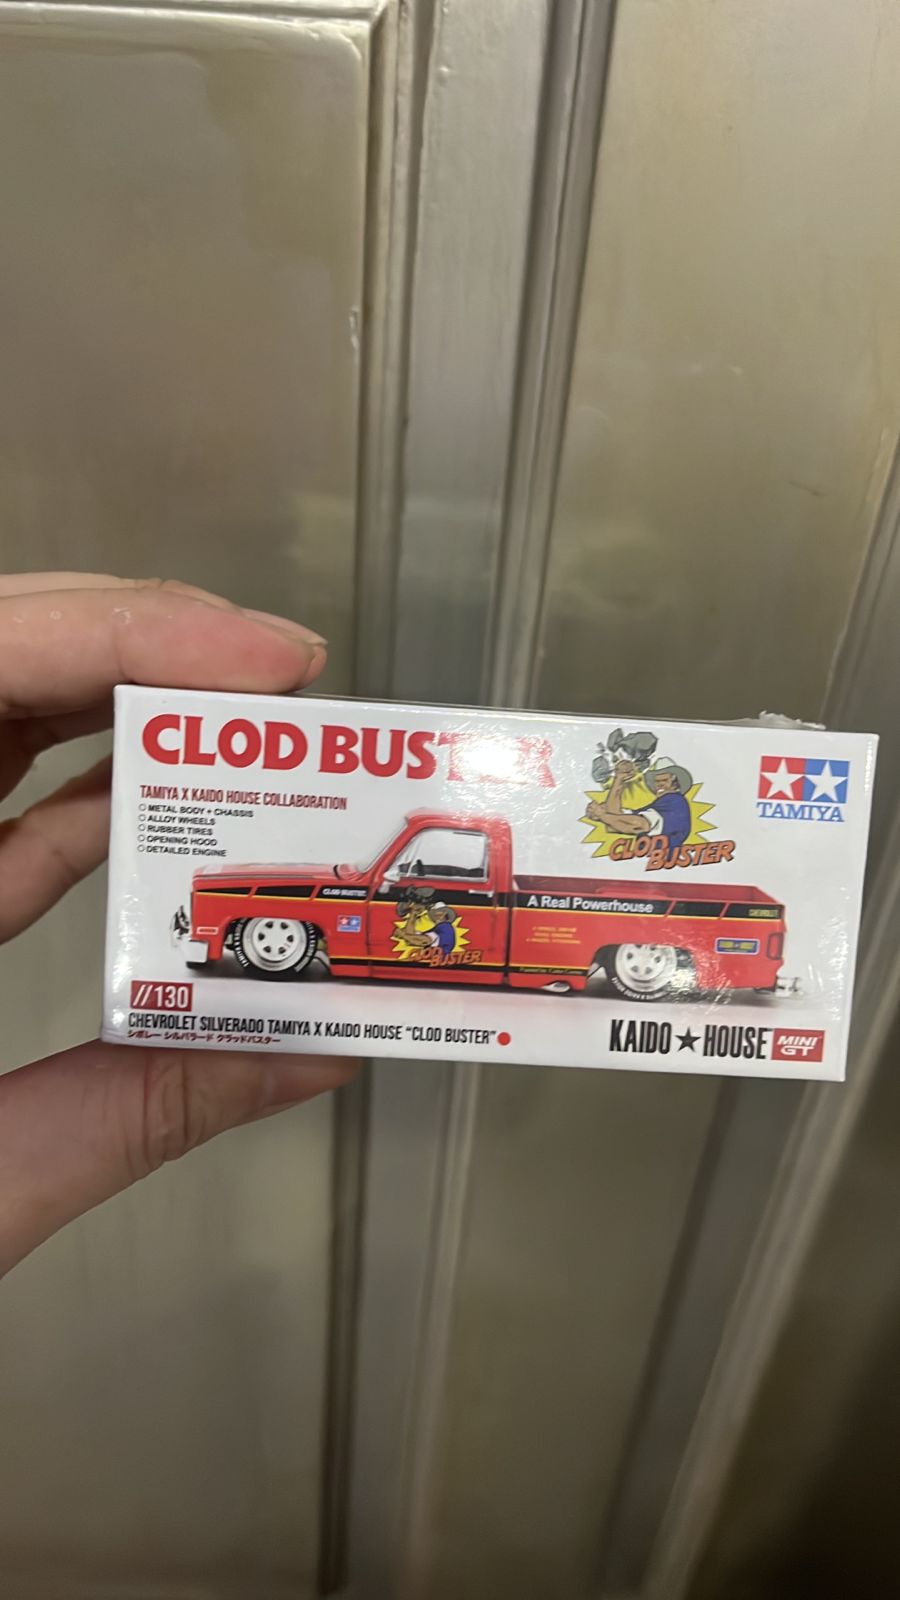 CLOD BUSTER
TAMIYA X KAIDO HOUSE COLLABORATION
METAL BODY + CHASSIS
ALLOY WHEELS
RUBBER TIRES
OPENING HOOD
DETAILED ENGINE
CLOD BUSTER
TAMIYA
CLOD BUSTER
A Real Powerhouse
CHEVROLET
CLOD BUSTER
//130
CHEVROLET SILVERADO TAMIYA X KAIDO HOUSE "CLOD BUSTER"
シボレー シルバラード クラッドバスター
KAIDO★HOUSE
MINI GT